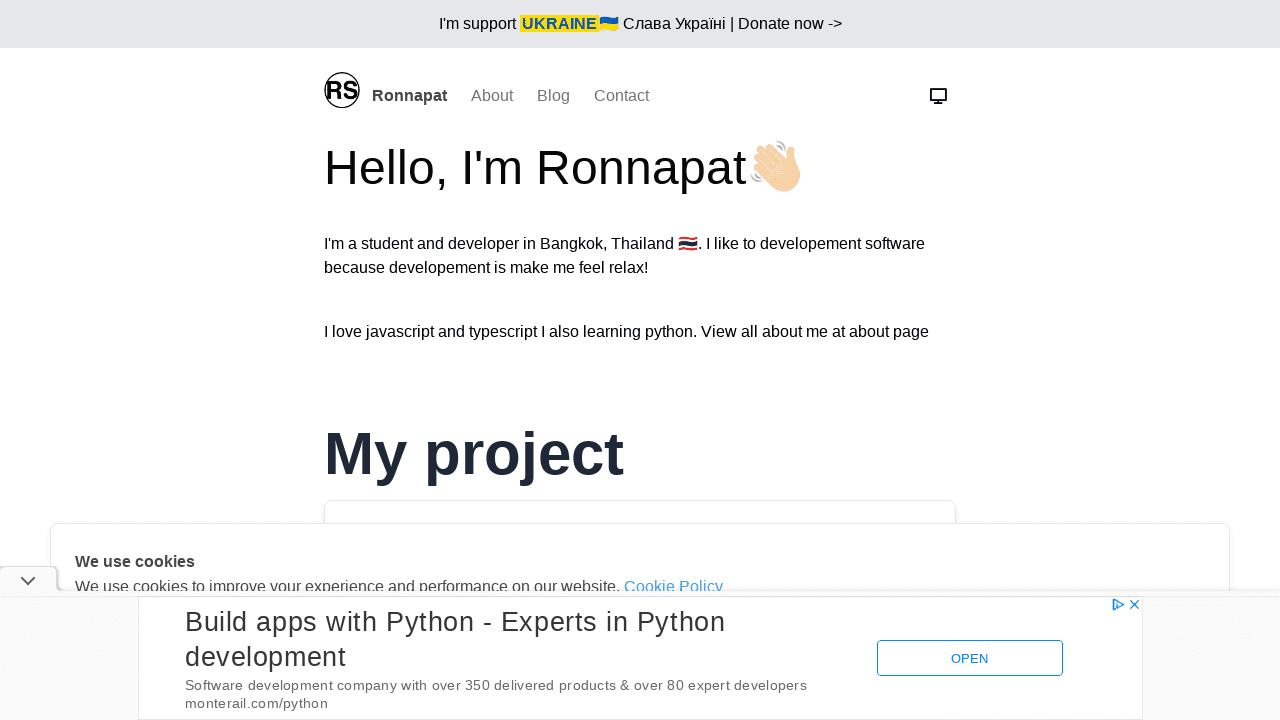 I'm support UKRAINE🇺🇦 Слава Україні | Donate now ->
RS Ronnapat About Blog Contact
Hello, I'm Ronnapat👋🏼
I'm a student and developer in Bangkok, Thailand 🇹🇭. I like to developement software
because developement is make me feel relax!
I love javascript and typescript I also learning python. View all about me at about page
My project
We use cookies
We use cookies to improve your experience and performance on our website. Cookie Policy
Build apps with Python - Experts in Python
development
Software development company with over 350 delivered products & over 80 expert developers
monterail.com/python
OPEN